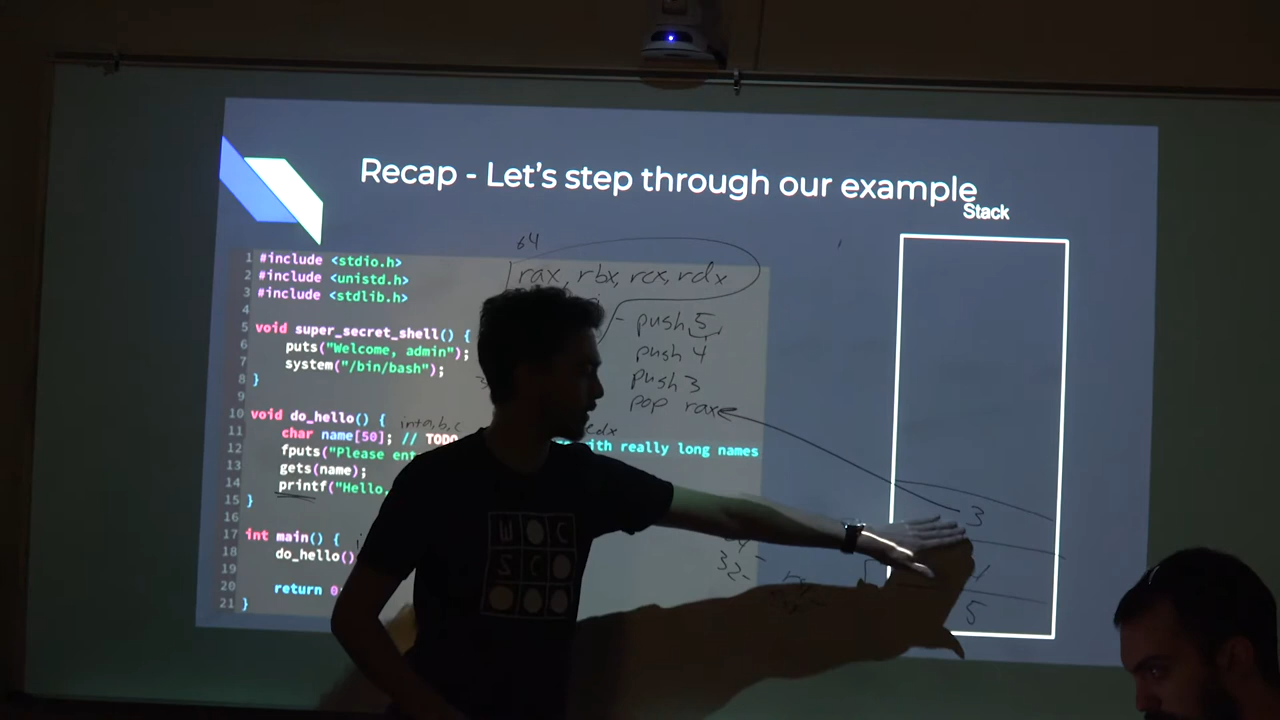 Recap - Let's step through our example
Stack
1 #include <stdio.h>
2 #include <unistd.h>
3 #include <stdlib.h>
4
5 void super_secret_shell() {
6 puts("Welcome, admin");
7 system("/bin/bash");
8 }
9
10 void do_hello() {
11 char name[50]; // TODO with really long names
12 fputs("Please ent
13 gets(name);
14 printf("Hello,
15 }
16
17 int main() {
18 do_hello()
19
20 return 0
21 }
64
rax, rbx, rcx, rdx
push 5
push 4
push 3
pop rax
int a, b, c
edx
3
5
32-
W O C
S C O